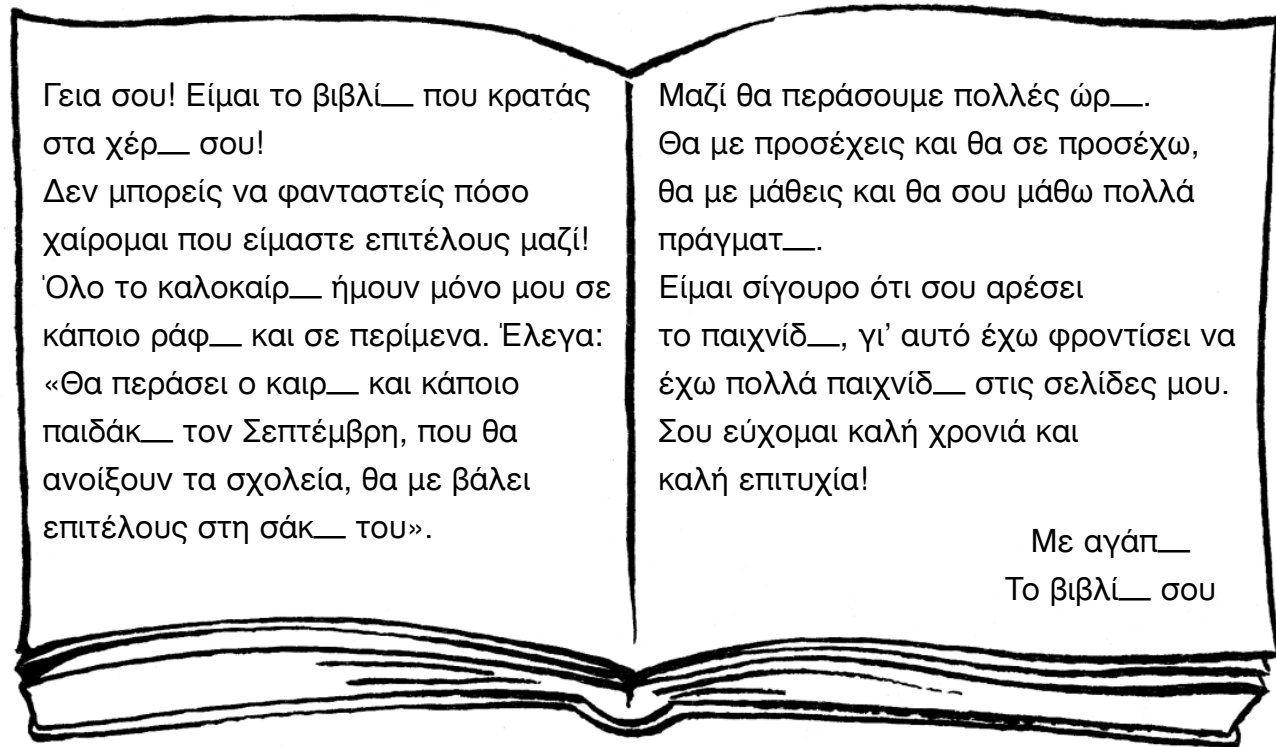 Γεια σου! Είμαι το βιβλί__ που κρατάς
στα χέρ__ σου!
Δεν μπορείς να φανταστείς πόσο
χαίρομαι που είμαστε επιτέλους μαζί!
Όλο το καλοκαίρ__ ήμουν μόνο μου σε
κάποιο ράφ__ και σε περίμενα. Έλεγα:
«Θα περάσει ο καιρ__ και κάποιο
παιδάκ__ τον Σεπτέμβρη, που θα
ανοίξουν τα σχολεία, θα με βάλει
επιτέλους στη σάκ__ του».
Μαζί θα περάσουμε πολλές ώρ__.
Θα με προσέχεις και θα σε προσέχω,
θα με μάθεις και θα σου μάθω πολλά
πράγματ__.
Είμαι σίγουρο ότι σου αρέσει
το παιχνίδ__, γι’ αυτό έχω φροντίσει να
έχω πολλά παιχνίδ__ στις σελίδες μου.
Σου εύχομαι καλή χρονιά και
καλή επιτυχία!
Με αγάπ__
Το βιβλί__ σου